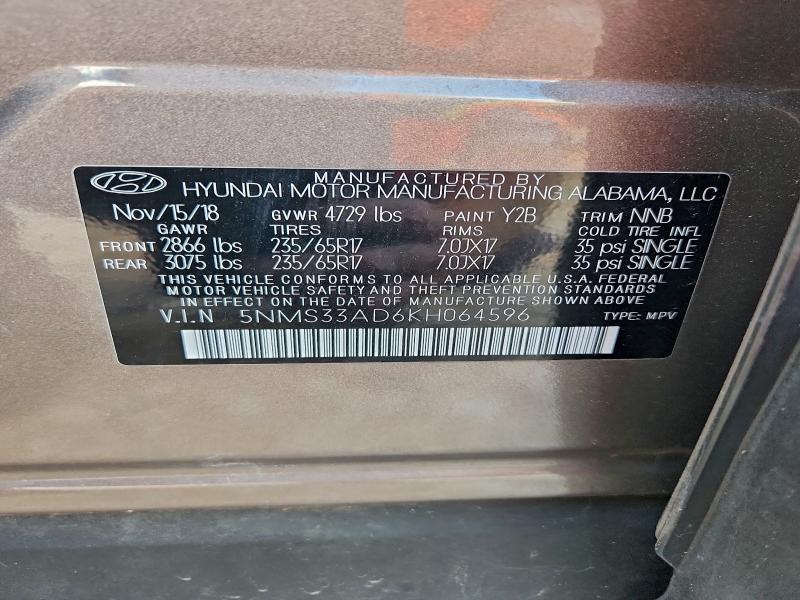 MANUFACTURED BY
HYUNDAI MOTOR MANUFACTURING ALABAMA, LLC
Nov/15/18 GVWR 4729 lbs PAINT Y2B TRIM NNB
GAWR TIRES RIMS COLD TIRE INFL
FRONT 2866 lbs 235/65R17 7.0JX17 35 psi SINGLE
REAR 3075 lbs 235/65R17 7.0JX17 35 psi SINGLE
THIS VEHICLE CONFORMS TO ALL APPLICABLE U.S.A. FEDERAL
MOTOR VEHICLE SAFETY AND THEFT PREVENTION STANDARDS
IN EFFECT ON THE DATE OF MANUFACTURE SHOWN ABOVE
V.I.N 5NMS33AD6KH064596 TYPE: MPV